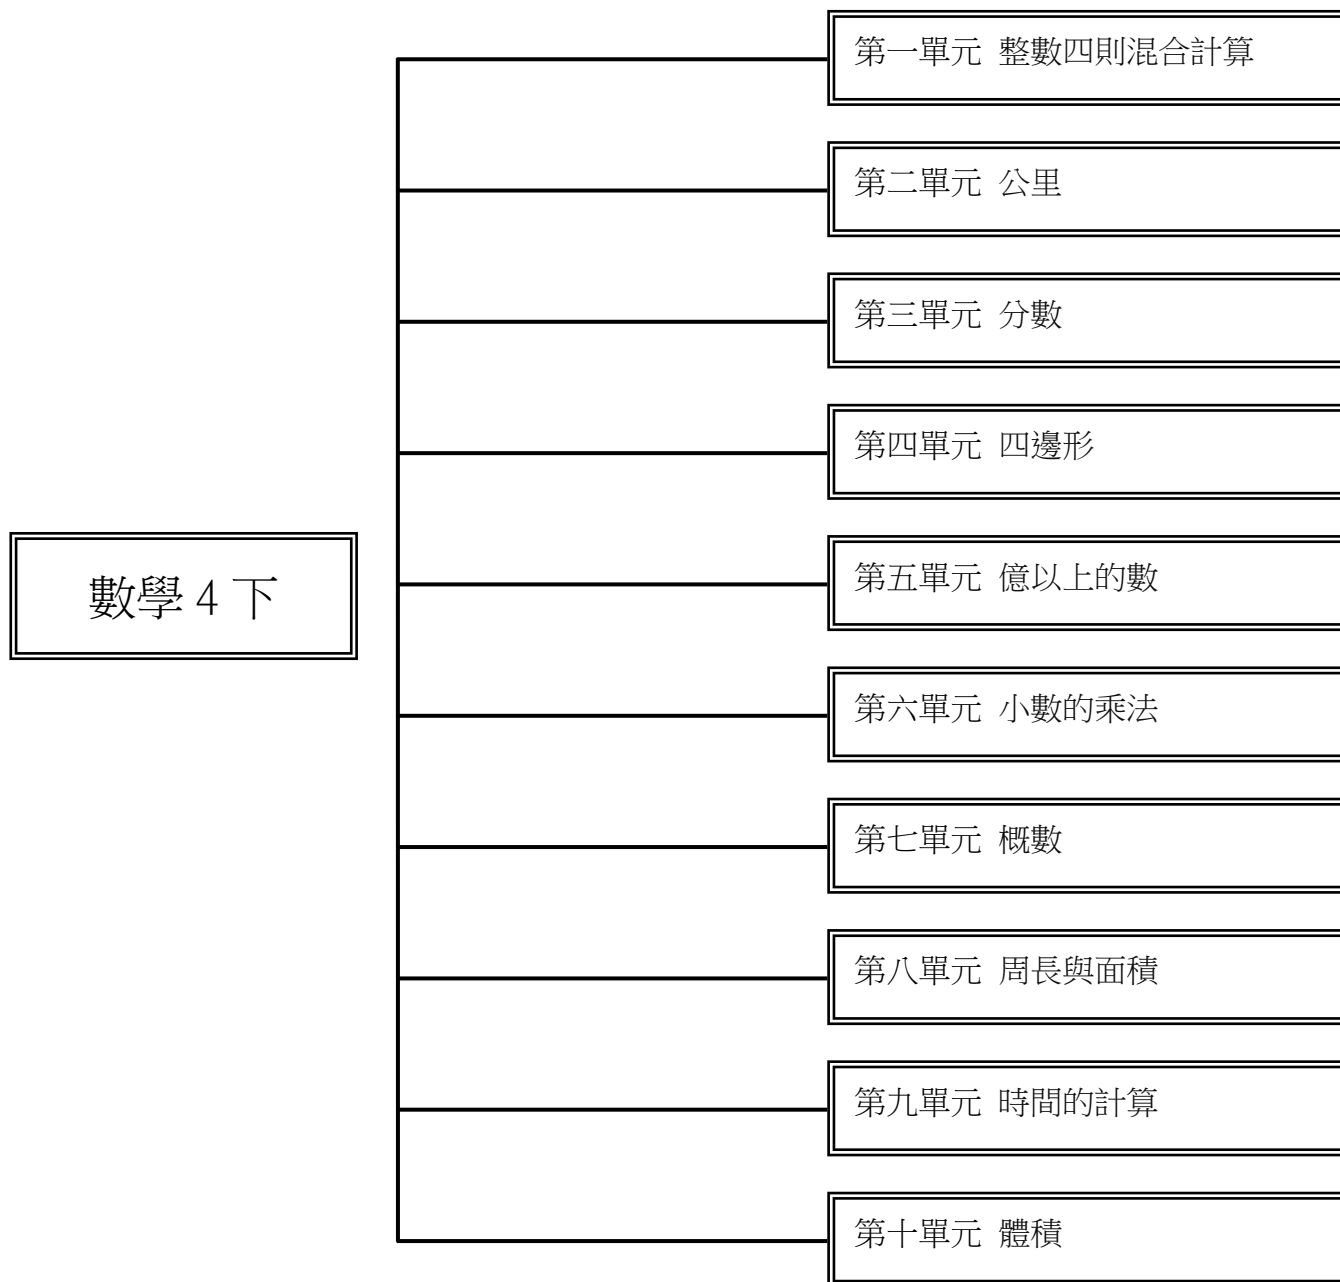 第一單元 整數四則混合計算
第二單元 公里
第三單元 分數
第四單元 四邊形
數學 4 下
第五單元 億以上的數
第六單元 小數的乘法
第七單元 概數
第八單元 周長與面積
第九單元 時間的計算
第十單元 體積